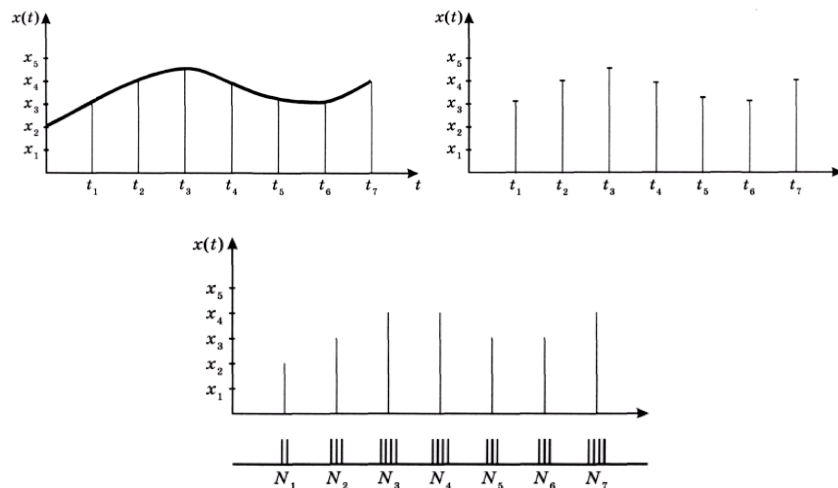 x(t)
x₅
x₄
x₃
x₂
x₁
t₁ t₂ t₃ t₄ t₅ t₆ t₇ t
x(t)
x₅
x₄
x₃
x₂
x₁
t₁ t₂ t₃ t₄ t₅ t₆ t₇
x(t)
x₅
x₄
x₃
x₂
x₁
N₁ N₂ N₃ N₄ N₅ N₆ N₇